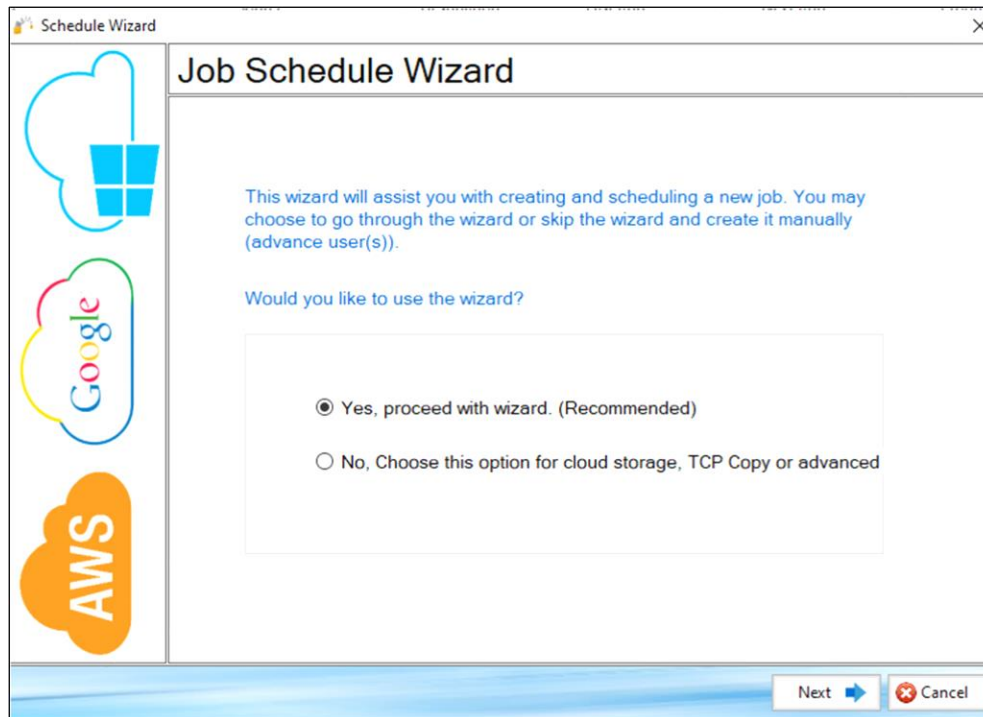 Schedule Wizard
Job Schedule Wizard
This wizard will assist you with creating and scheduling a new job. You may
choose to go through the wizard or skip the wizard and create it manually
(advance user(s)).
Would you like to use the wizard?
Yes, proceed with wizard. (Recommended)
No, Choose this option for cloud storage, TCP Copy or advanced
Google
AWS
Next
Cancel